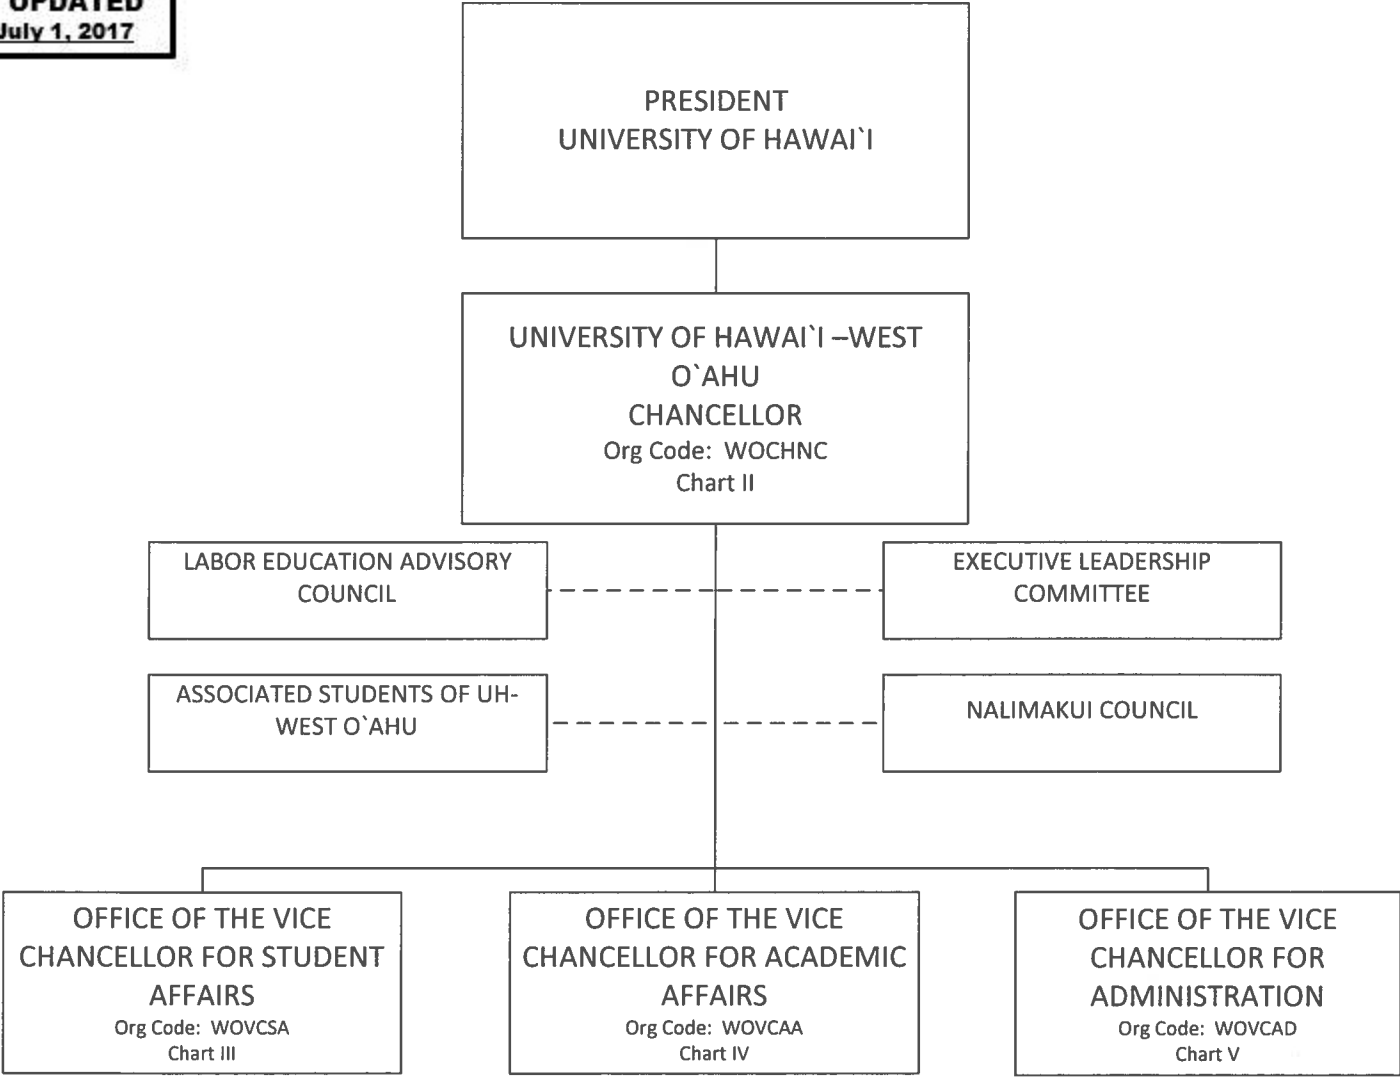 UPDATED
July 1, 2017
PRESIDENT
UNIVERSITY OF HAWAI`I
UNIVERSITY OF HAWAI`I –WEST
O`AHU
CHANCELLOR
Org Code: WOCHNC
Chart II
LABOR EDUCATION ADVISORY
COUNCIL
EXECUTIVE LEADERSHIP
COMMITTEE
ASSOCIATED STUDENTS OF UH-
WEST O`AHU
NALIMAKUI COUNCIL
OFFICE OF THE VICE
CHANCELLOR FOR STUDENT
AFFAIRS
Org Code: WOVCSA
Chart III
OFFICE OF THE VICE
CHANCELLOR FOR ACADEMIC
AFFAIRS
Org Code: WOVCAA
Chart IV
OFFICE OF THE VICE
CHANCELLOR FOR
ADMINISTRATION
Org Code: WOVCAD
Chart V